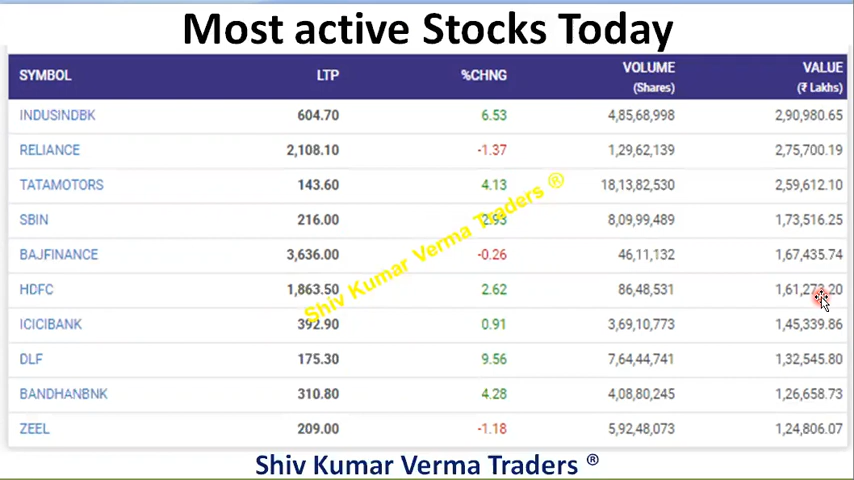 Most active Stocks Today
SYMBOL LTP %CHNG VOLUME (Shares) VALUE (₹ Lakhs)
INDUSINDBK 604.70 6.53 4,85,68,998 2,90,980.65
RELIANCE 2,108.10 -1.37 1,29,62,139 2,75,700.19
TATAMOTORS 143.60 4.13 18,13,82,530 2,59,612.10
SBIN 216.00 2.93 8,09,99,489 1,73,516.25
BAJFINANCE 3,636.00 -0.26 46,11,132 1,67,435.74
HDFC 1,863.50 2.62 86,48,531
ICICIBANK 392.90 0.91 3,69,10,773 1,45,339.86
DLF 175.30 9.56 7,64,44,741 1,32,545.80
BANDHANBNK 310.80 4.28 4,08,80,245 1,26,658.73
ZEEL 209.00 -1.18 5,92,48,073 1,24,806.07
Shiv Kumar Verma Traders ®
Shiv Kumar Verma Traders ®